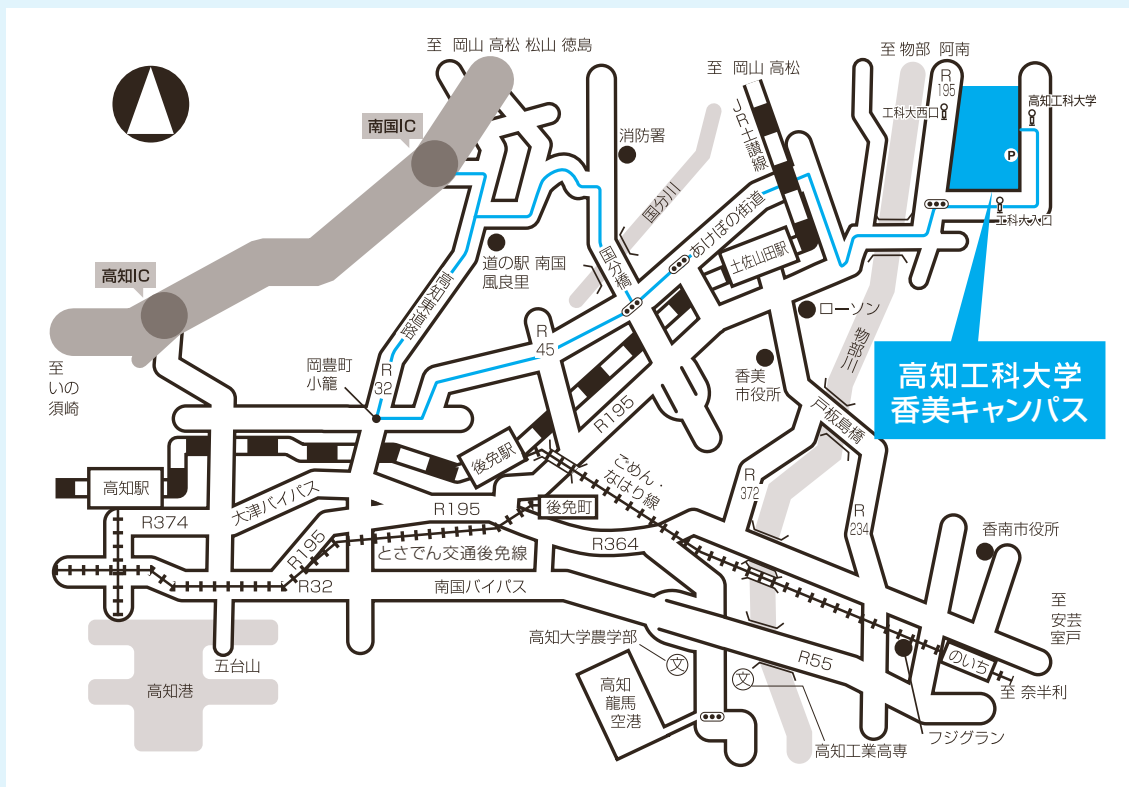 至 岡山 高松 松山 徳島
至 岡山 高松
至 物部 阿南
R
195
工科大西口
高知工科大学
P
工科大入口
南国IC
消防署
JR土讃線
国分川
あけぼの街道
土佐山田駅
国分橋
道の駅 南国
風良里
高知東道路
高知IC
至
いの
須崎
岡豊町
小籠
R
32
R
45
ローソン
物部川
香美
市役所
高知工科大学
香美キャンパス
戸板島橋
R195
後免駅
ごめん・
なはり線
高知駅
大津バイパス
R195
後免町
R
372
R
234
R374
R195
とさでん交通後免線
R364
香南市役所
R32
南国バイパス
至
安芸
室戸
高知大学農学部
文
R55
のいち
至 奈半利
五台山
高知港
高知
龍馬
空港
文
高知工業高専
フジグラン